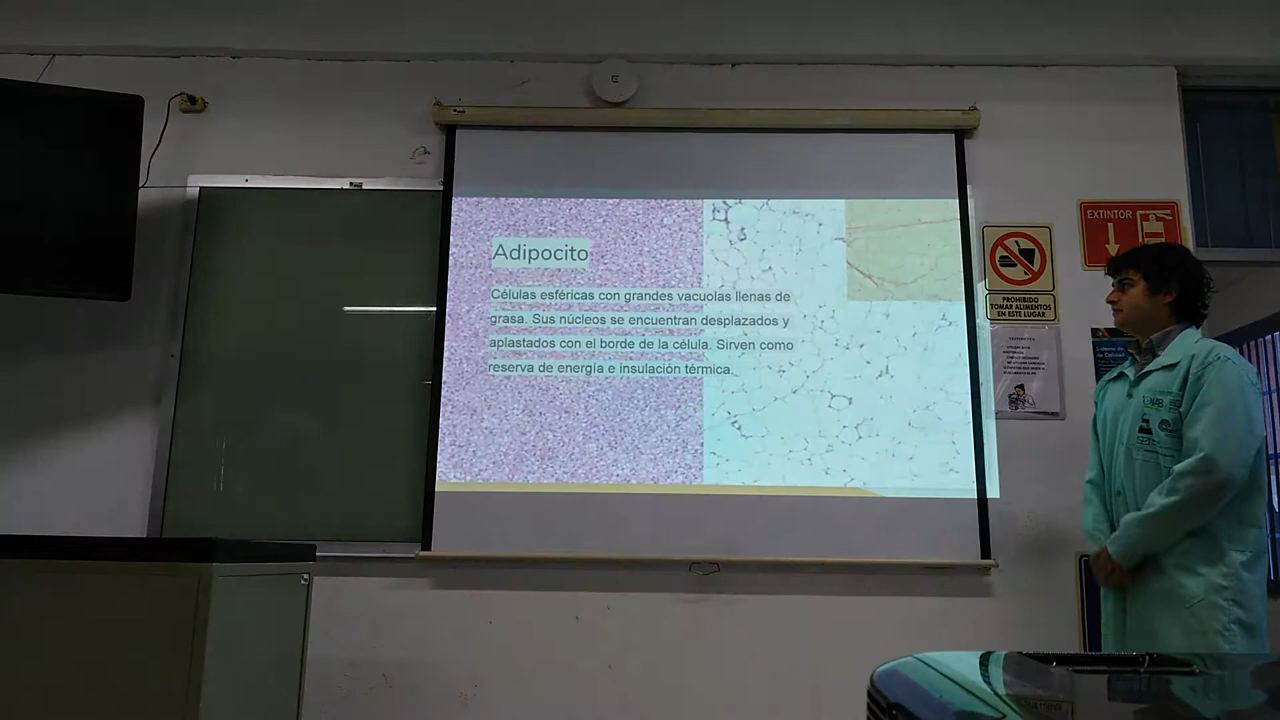 Adipocito
Células esféricas con grandes vacuolas llenas de
grasa. Sus núcleos se encuentran desplazados y
aplastados con el borde de la célula. Sirven como
reserva de energía e insulación térmica.
EXTINTOR
PROHIBIDO
TOMAR ALIMENTOS
EN ESTE LUGAR